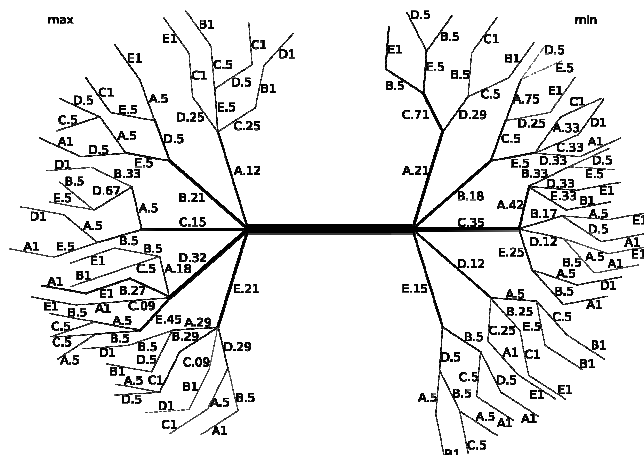 max
min
E1
B1
C1
D1
C.5
D.5
B1
C1
E.5
D.25
C.25
E1
A.5
D.5
C1
E.5
D.5
C.5
A.5
A1
D.5
E.5
B.21
A.12
D1
B.33
B.5
D.67
E.5
A.5
C.15
D1
A.5
A1
E.5
B.5
B.5
E1
D.32
C.5
A.18
B1
A1
B.27
E1
A1
C.09
E.21
A.5
E.45
A.29
C.5
C.5
B.5
B.29
D.29
A.5
D1
D.5
C.09
B1
A.5
C1
B1
D.5
D1
A.5
B.5
C1
A1
D.5
B.5
C1
E1
E.5
B.5
B1
D.5
E.5
B.5
C.71
C.5
D.29
A.75
E1
D.25
C.5
C1
A.33
D1
A1
C.33
A.21
E.5
D.33
D.5
B.33
E.5
B.18
D.33
E1
E.33
B1
A.42
B.17
A.5
E1
D.5
A1
C.35
D.12
E1
E.25
B.5
A.5
A1
A.5
D1
B.5
A1
D.12
E.15
A.5
B.25
C.5
C.25
E.5
B1
A1
C1
B1
D.5
B.5
C.5
D.5
E1
E1
A.5
B.5
A.5
A1
A1
C.5
B1